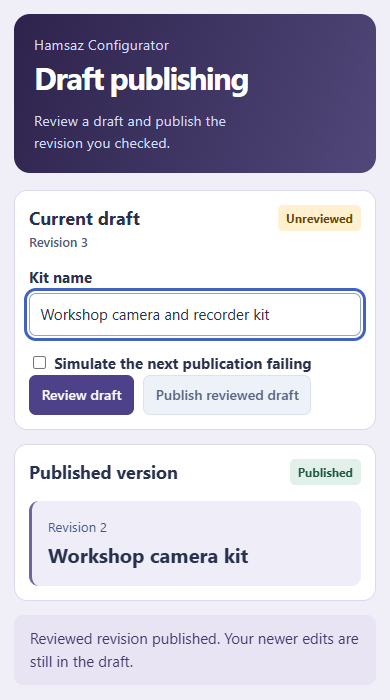 Hamsaz Configurator
Draft publishing
Review a draft and publish the
revision you checked.
Current draft
Unreviewed
Revision 3
Kit name
Workshop camera and recorder kit
Simulate the next publication failing
Review draft
Publish reviewed draft
Published version
Published
Revision 2
Workshop camera kit
Reviewed revision published. Your newer edits are
still in the draft.